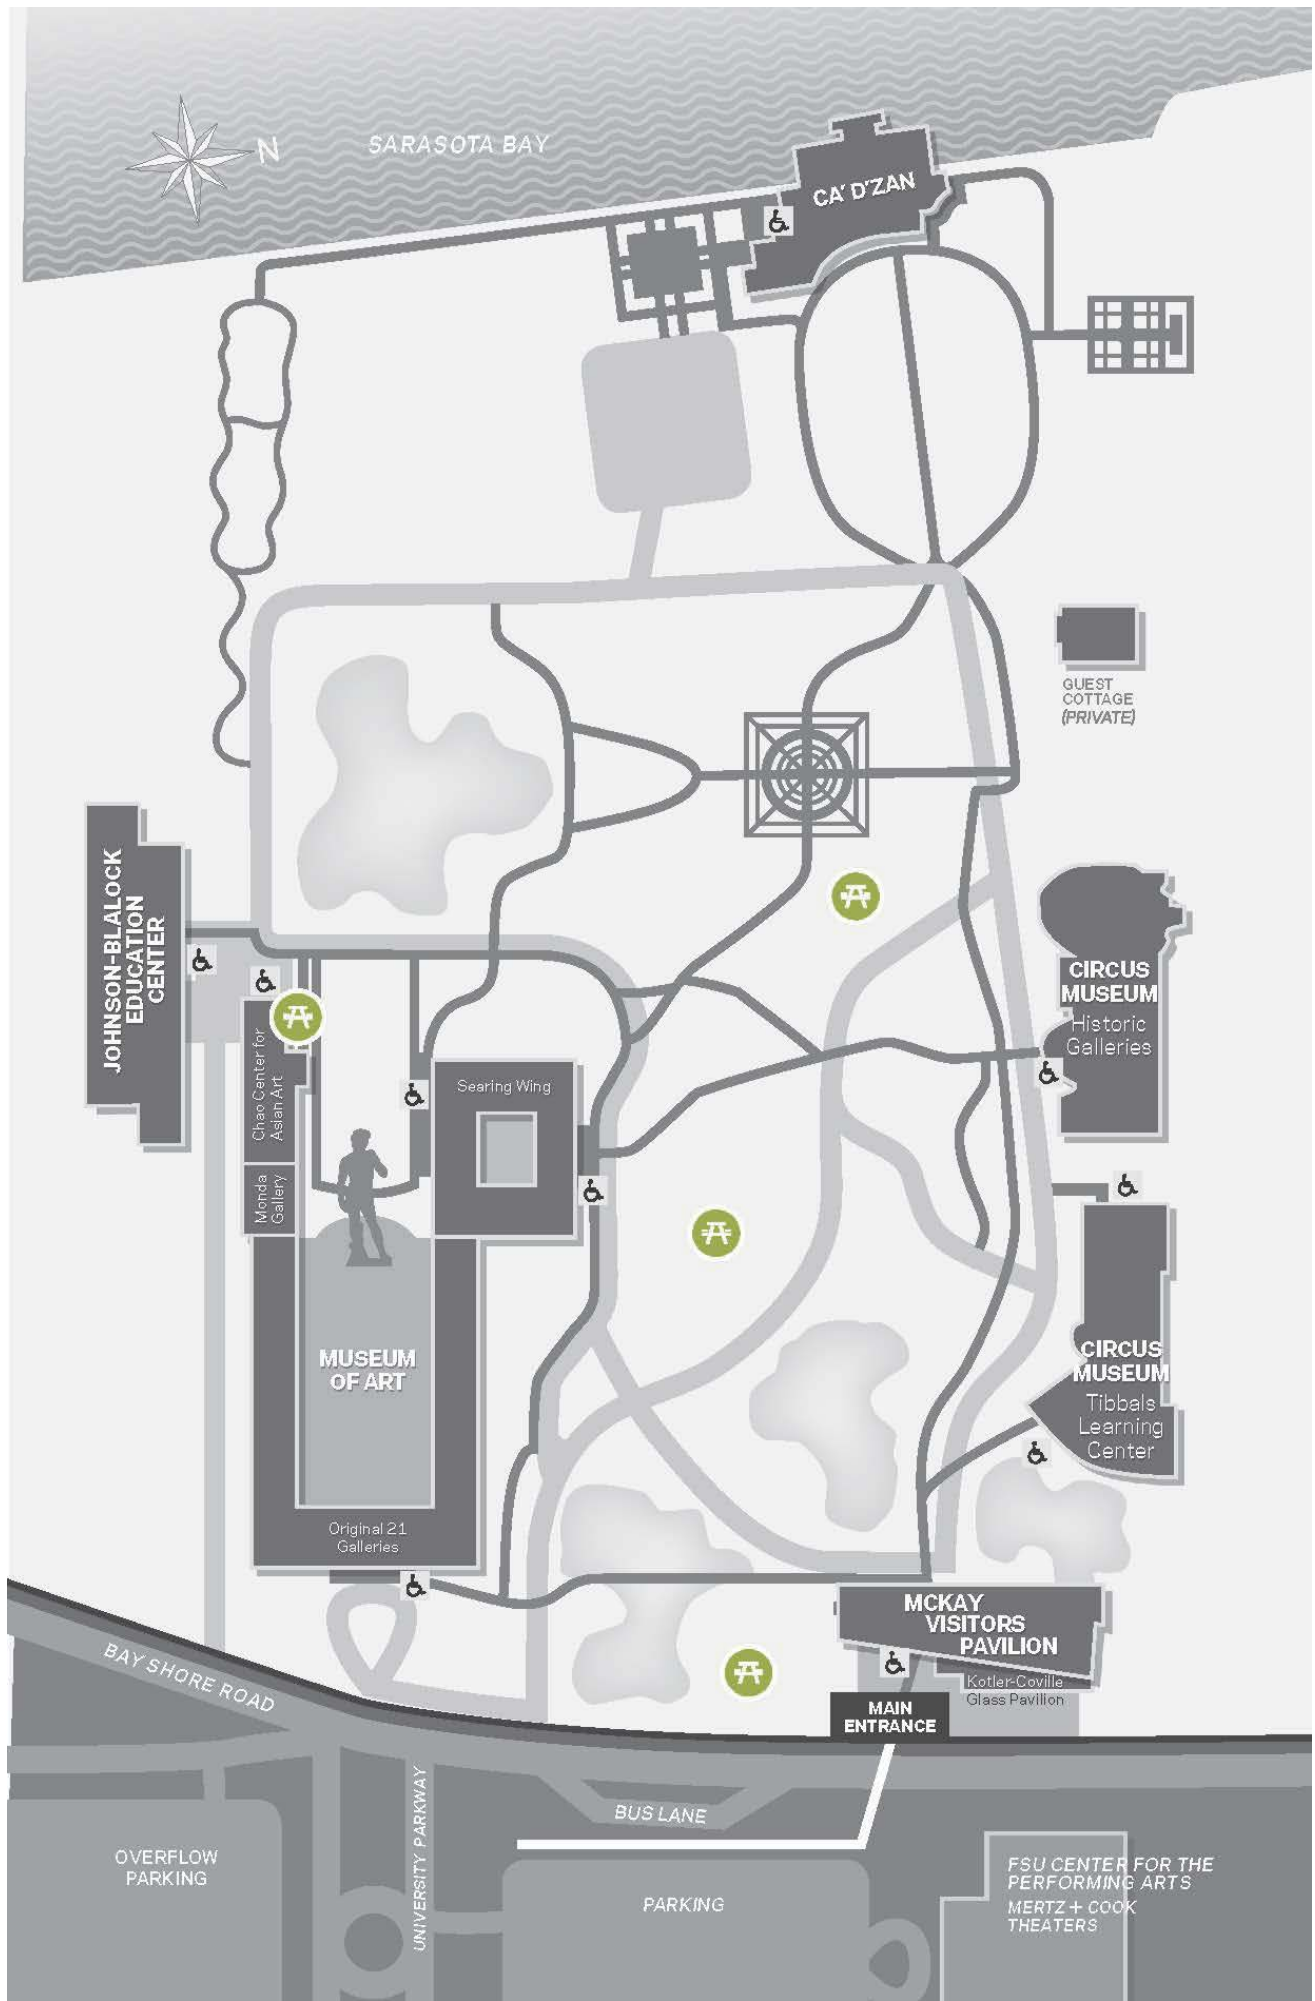 N
SARASOTA BAY
CA' D'ZAN
GUEST
COTTAGE
(PRIVATE)
JOHNSON-BLALOCK
EDUCATION
CENTER
CIRCUS
MUSEUM
Historic
Galleries
Chao Center for
Asian Art
Searing Wing
Monda
Gallery
MUSEUM
OF ART
CIRCUS
MUSEUM
Tibbals
Learning
Center
Original 21
Galleries
MCKAY
VISITORS
PAVILION
Kotler-Coville
Glass Pavilion
MAIN
ENTRANCE
BAY SHORE ROAD
UNIVERSITY PARKWAY
BUS LANE
OVERFLOW
PARKING
PARKING
FSU CENTER FOR THE
PERFORMING ARTS
MERTZ + COOK
THEATERS